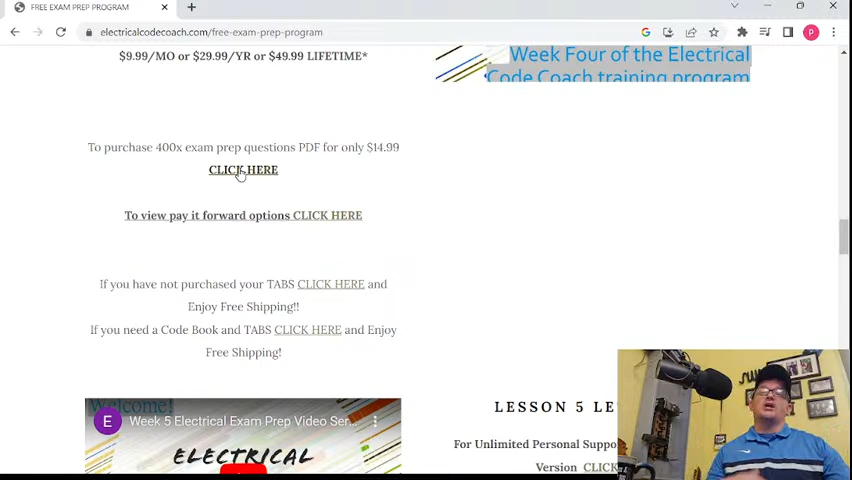 FREE EXAM PREP PROGRAM
electricalcodecoach.com/free-exam-prep-program
P
$9.99/MO or $29.99/YR or $49.99 LIFETIME*
Week Four of the Electrical
Code Coach training program
To purchase 400x exam prep questions PDF for only $14.99
CLICK HERE
To view pay it forward options CLICK HERE
If you have not purchased your TABS CLICK HERE and
Enjoy Free Shipping!!
If you need a Code Book and TABS CLICK HERE and Enjoy
Free Shipping!
Welcome!
E
Week 5 Electrical Exam Prep Video Ser...
ELECTRICAL
LESSON 5 LE
For Unlimited Personal Suppo
Version CLICK